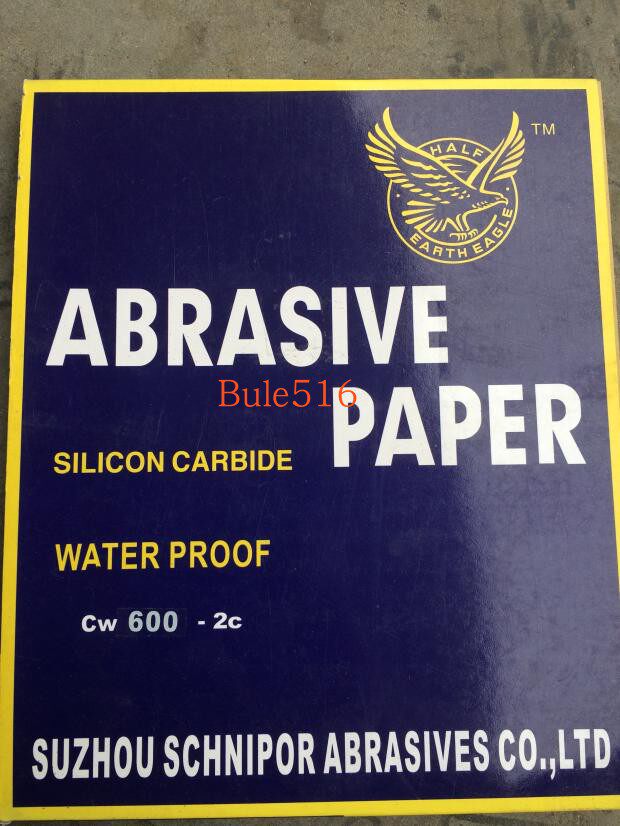 TM
HALF
EARTH EAGLE
ABRASIVE
Bule516
PAPER
SILICON CARBIDE
WATER PROOF
Cw 600 - 2c
SUZHOU SCHNIPOR ABRASIVES CO.,LTD